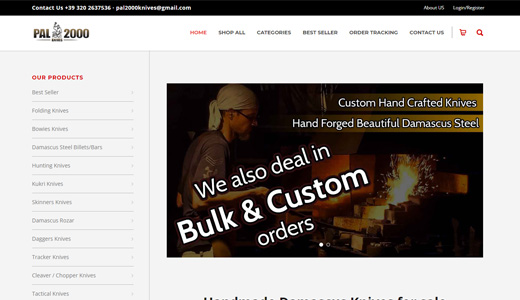 Contact Us +39 320 2637536 - pal2000knives@gmail.com
About US
Login/Register
PAL 2000
KNIVES
HOME
SHOP ALL
CATEGORIES
BEST SELLER
ORDER TRACKING
CONTACT US
OUR PRODUCTS
Best Seller
Folding Knives
Bowies Knives
Damascus Steel Billets/Bars
Hunting Knives
Kukri Knives
Skinners Knives
Damascus Rozar
Daggers Knives
Tracker Knives
Cleaver / Chopper Knives
Tactical Knives
Custom Hand Crafted Knives
Hand Forged Beautiful Damascus Steel
We also deal in
Bulk & Custom
orders
Handmade Damascus Knives for sale